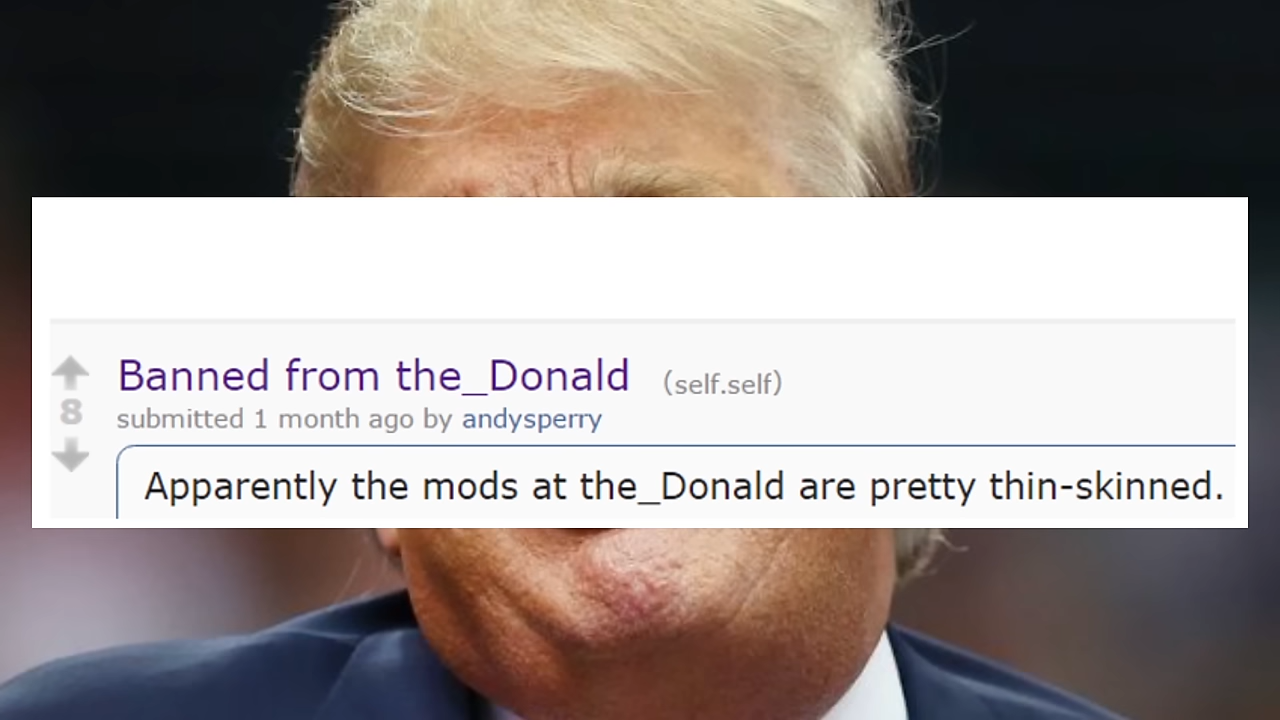 Banned from the_Donald (self.self)
8
submitted 1 month ago by andysperry
Apparently the mods at the_Donald are pretty thin-skinned.